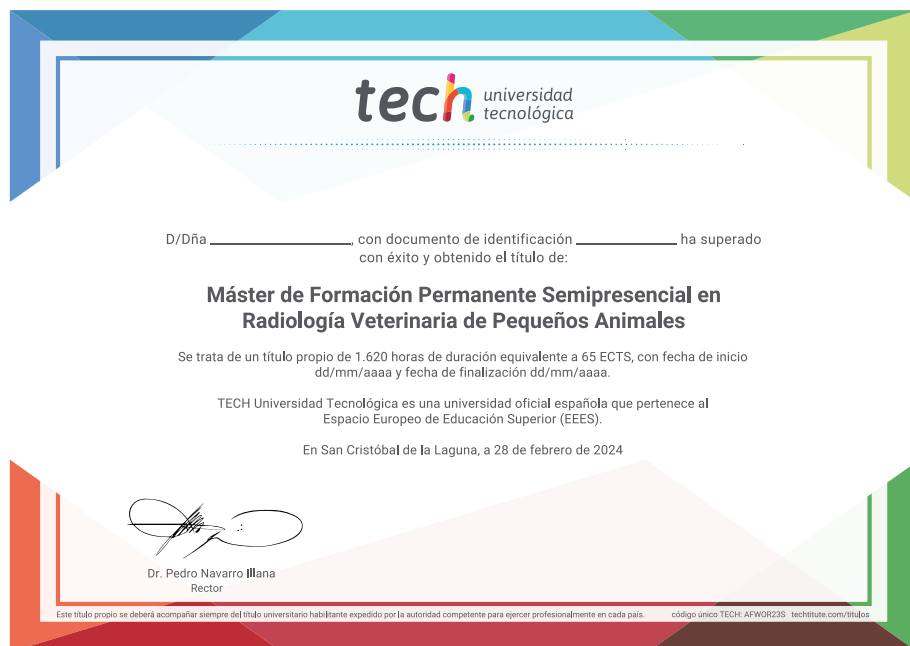 tech universidad
tecnológica
D/Dña ____________________, con documento de identificación ______________ ha superado
con éxito y obtenido el título de:
Máster de Formación Permanente Semipresencial en
Radiología Veterinaria de Pequeños Animales
Se trata de un título propio de 1.620 horas de duración equivalente a 65 ECTS, con fecha de inicio
dd/mm/aaaa y fecha de finalización dd/mm/aaaa.
TECH Universidad Tecnológica es una universidad oficial española que pertenece al
Espacio Europeo de Educación Superior (EEES).
En San Cristóbal de la Laguna, a 28 de febrero de 2024
Dr. Pedro Navarro Illana
Rector
Este título propio se deberá acompañar siempre del título universitario habilitante expedido por la autoridad competente para ejercer profesionalmente en cada país. código único TECH: AFWOR23S techtitute.com/titulos